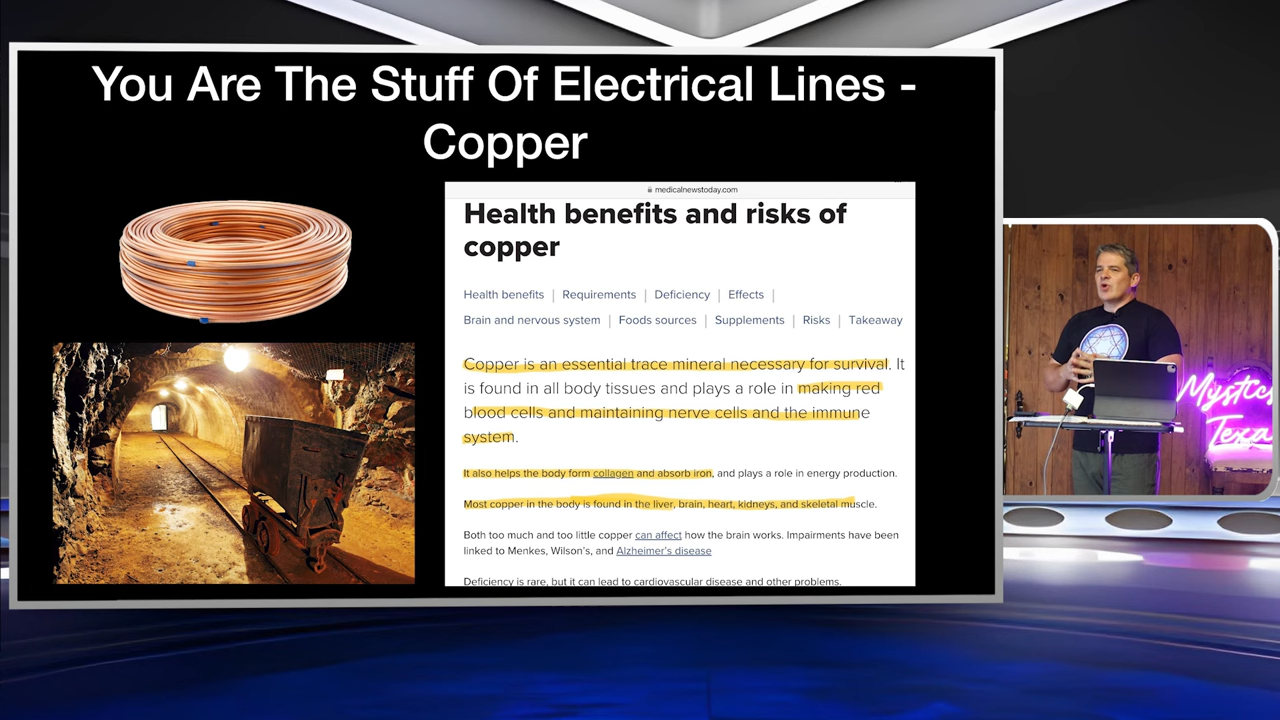 You Are The Stuff Of Electrical Lines -
Copper
medicalnewstoday.com
Health benefits and risks of
copper
Health benefits | Requirements | Deficiency | Effects |
Brain and nervous system | Foods sources | Supplements | Risks | Takeaway
Copper is an essential trace mineral necessary for survival. It
is found in all body tissues and plays a role in making red
blood cells and maintaining nerve cells and the immune
system.
It also helps the body form collagen and absorb iron, and plays a role in energy production.
Most copper in the body is found in the liver, brain, heart, kidneys, and skeletal muscle.
Both too much and too little copper can affect how the brain works. Impairments have been
linked to Menkes, Wilson's, and Alzheimer's disease
Deficiency is rare, but it can lead to cardiovascular disease and other problems.